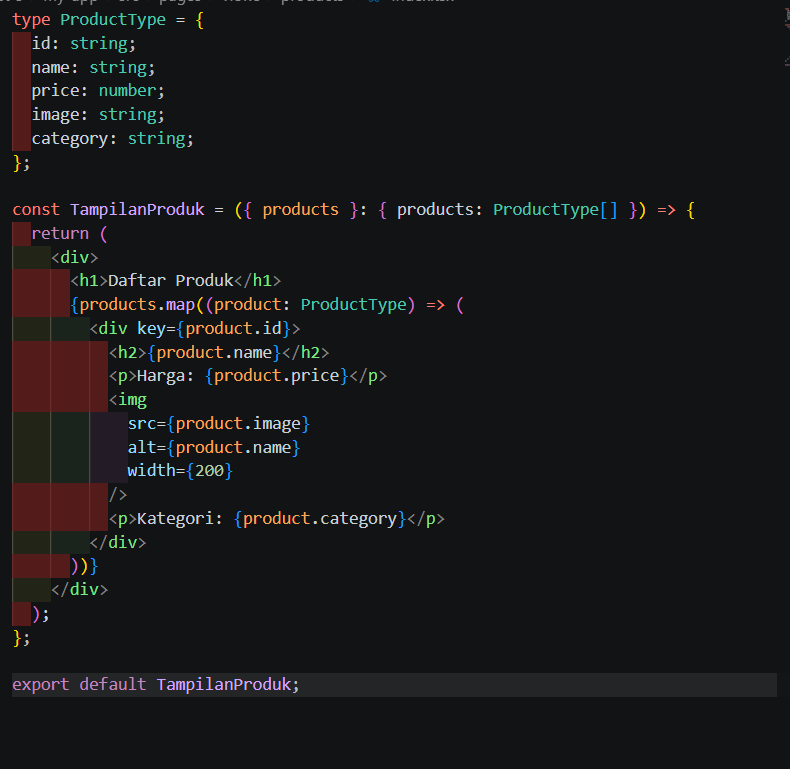 type ProductType = {
  id: string;
  name: string;
  price: number;
  image: string;
  category: string;
};

const TampilanProduk = ({ products }: { products: ProductType[] }) => {
  return (
    <div>
      <h1>Daftar Produk</h1>
      {products.map((product: ProductType) => (
        <div key={product.id}>
          <h2>{product.name}</h2>
          <p>Harga: {product.price}</p>
          <img
            src={product.image}
            alt={product.name}
            width={200}
          />
          <p>Kategori: {product.category}</p>
        </div>
      ))}
    </div>
  );
};

export default TampilanProduk;